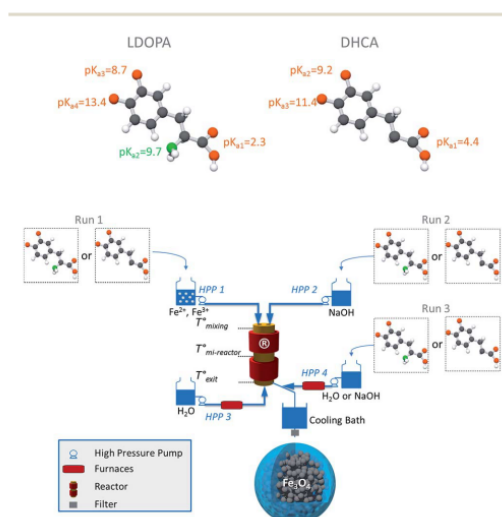 LDOPA
DHCA
pKa3=8.7
pKa4=13.4
pKa2=9.7
pKa1=2.3
pKa2=9.2
pKa3=11.4
pKa1=4.4
Run 1
or
Run 2
or
HPP 1
HPP 2
Fe2+, Fe3+
NaOH
Run 3
or
T°mixing
®
T°mi-reactor
T°exit
HPP 4
H2O or NaOH
H2O
HPP 3
Cooling Bath
High Pressure Pump
Furnaces
Reactor
Filter
Fe3O4